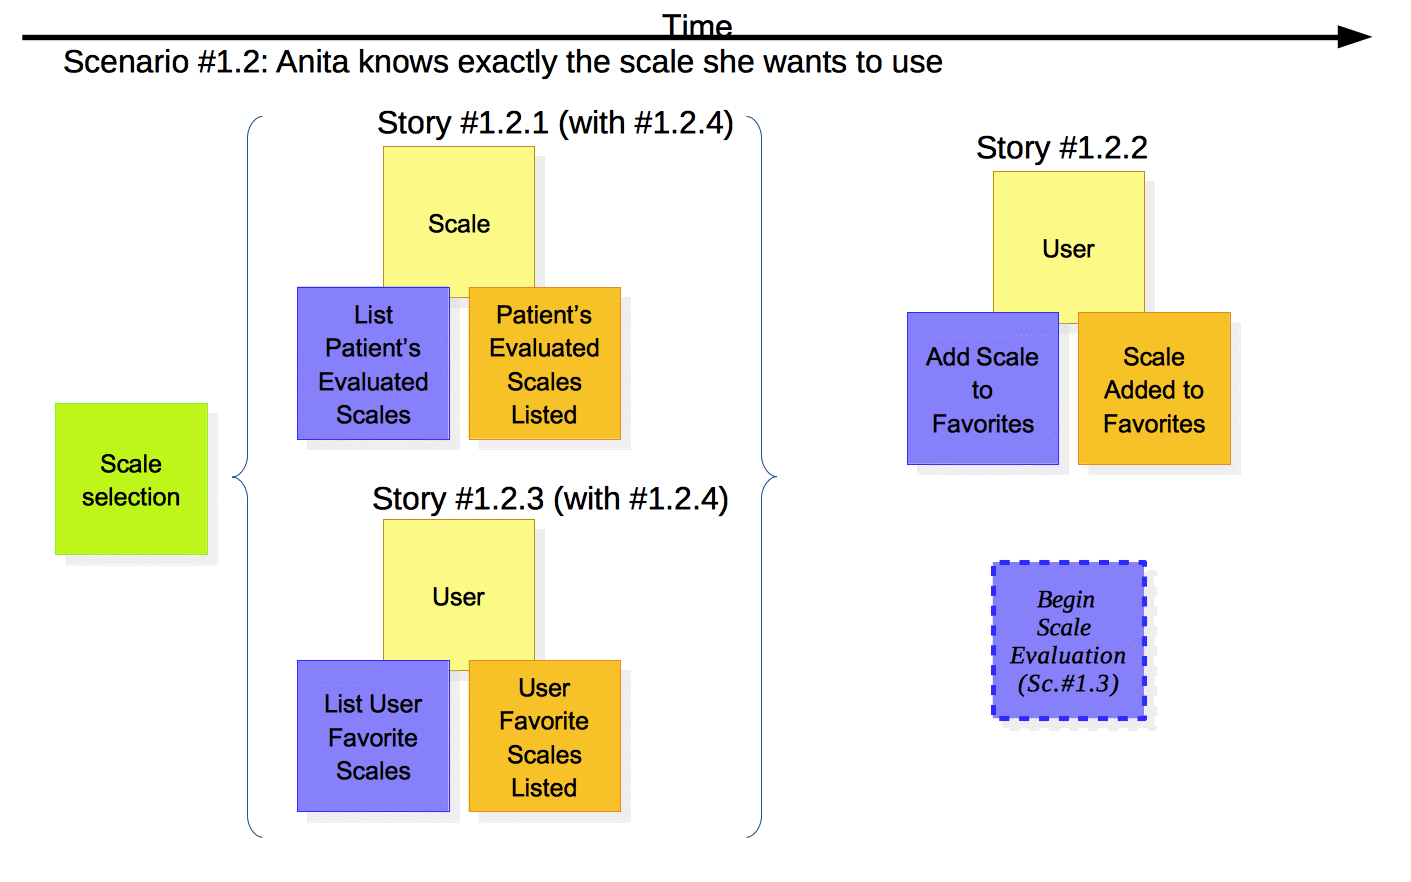 Time
Scenario #1.2: Anita knows exactly the scale she wants to use
Story #1.2.1 (with #1.2.4)
Scale
List
Patient’s
Evaluated
Scales
Patient’s
Evaluated
Scales
Listed
Scale
selection
Story #1.2.3 (with #1.2.4)
User
List User
Favorite
Scales
User
Favorite
Scales
Listed
Story #1.2.2
User
Add Scale
to
Favorites
Scale
Added to
Favorites
Begin
Scale
Evaluation
(Sc.#1.3)